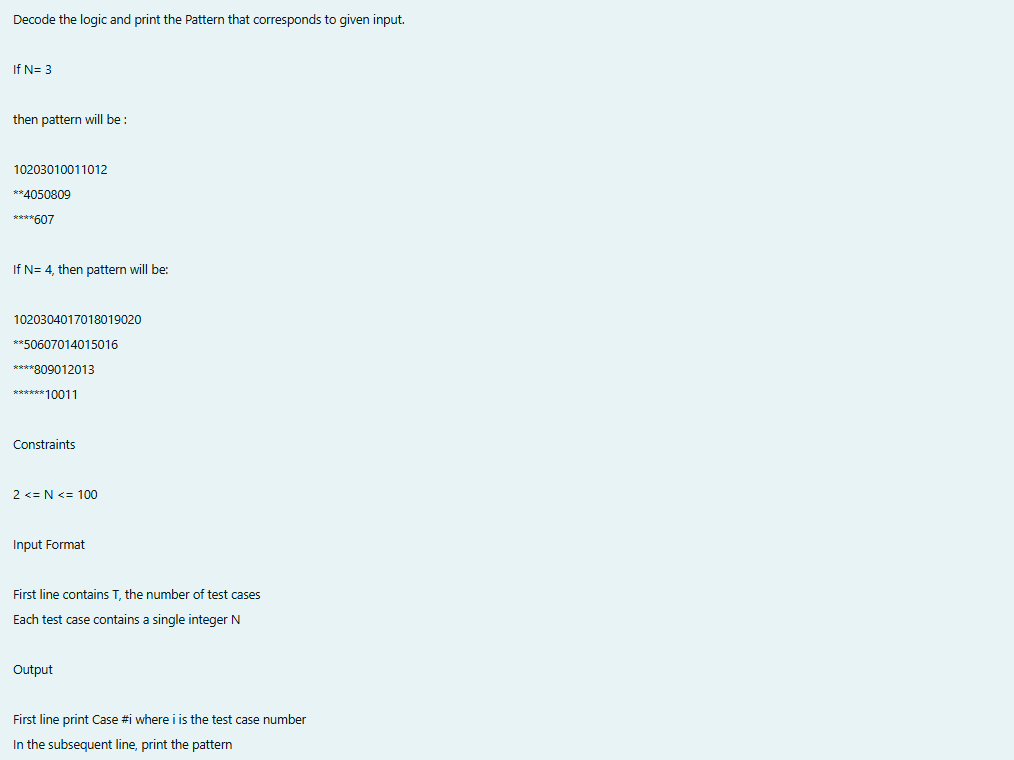 Decode the logic and print the Pattern that corresponds to given input.
If N= 3
then pattern will be :
10203010011012
**4050809
****607
If N= 4, then pattern will be:
1020304017018019020
**50607014015016
****809012013
******10011
Constraints
2 <= N <= 100
Input Format
First line contains T, the number of test cases
Each test case contains a single integer N
Output
First line print Case #i where i is the test case number
In the subsequent line, print the pattern